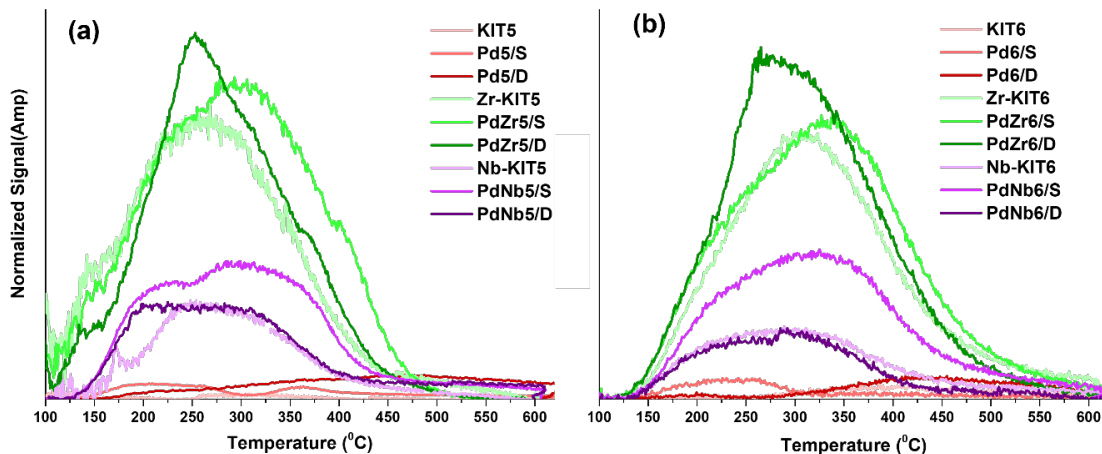 (a)
KIT5
Pd5/S
Pd5/D
Zr-KIT5
PdZr5/S
PdZr5/D
Nb-KIT5
PdNb5/S
PdNb5/D
Normalized Signal(Amp)
100 150 200 250 300 350 400 450 500 550 600
Temperature (⁰C)
(b)
KIT6
Pd6/S
Pd6/D
Zr-KIT6
PdZr6/S
PdZr6/D
Nb-KIT6
PdNb6/S
PdNb6/D
100 150 200 250 300 350 400 450 500 550 600
Temperature (⁰C)